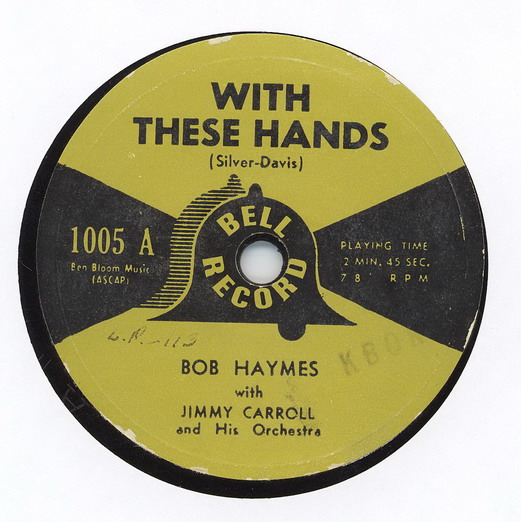 WITH
THESE HANDS
(Silver-Davis)
BELL
RECORD
1005 A
Ben Bloom Music
(ASCAP)
PLAYING TIME
2 MIN. 45 SEC.
78 RPM
BOB HAYMES
with
JIMMY CARROLL
and His Orchestra